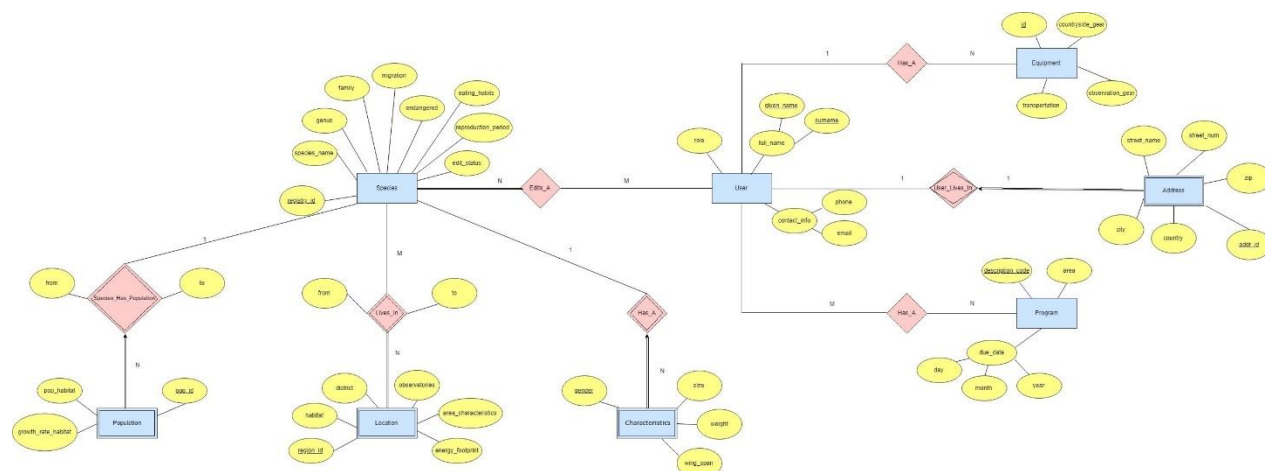 id
countryside_gear
1
Has_A
N
Equipment
transportation
observation_gear
migration
family
eating_habits
endangered
genus
reproduction_period
species_name
edit_status
Species
registry_id
N
Edits_A
M
given_name
surname
role
full_name
User
contact_info
phone
email
1
User_Lives_In
1
street_name
street_num
zip
Address
city
country
addr_id
1
M
1
from
Species_Has_Population
to
from
Lives_In
to
Has_A
M
Has_A
N
description_code
area
Program
due_date
day
month
year
N
N
N
pop_habitat
pop_id
growth_rate_habitat
Population
district
observatories
habitat
area_characteristics
region_id
Location
energy_footprint
gender
size
weight
Characteristics
wing_span